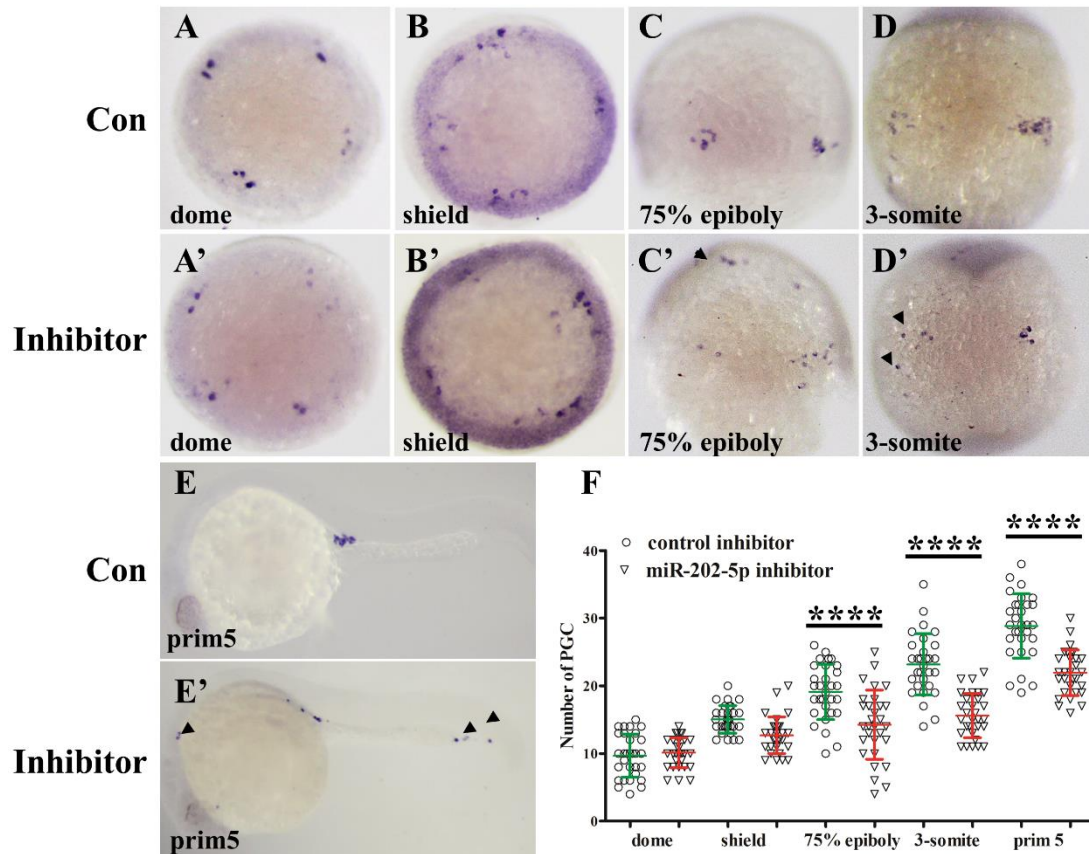 A B C D
Con
dome shield 75% epiboly 3-somite
A’ B’ C’ D’
Inhibitor
dome shield 75% epiboly 3-somite
E
Con
prim5
E’
Inhibitor
prim5
F
**** **** ****
○ control inhibitor
▽ miR-202-5p inhibitor
Number of PGC
40
30
20
10
0
dome shield 75% epiboly 3-somite prim 5